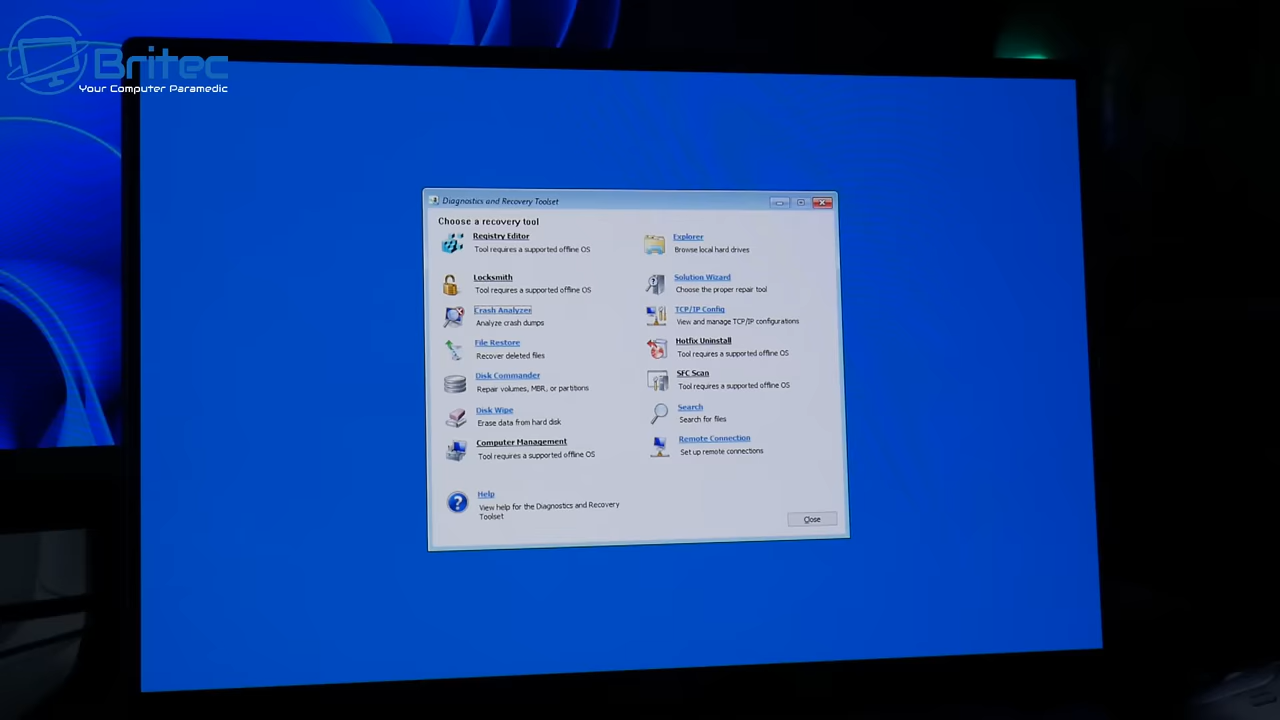 Britec
Your Computer Paramedic
Diagnostics and Recovery Toolset
Choose a recovery tool
Registry Editor
Tool requires a supported offline OS
Locksmith
Tool requires a supported offline OS
Crash Analyzer
Analyze crash dumps
File Restore
Recover deleted files
Disk Commander
Repair volumes, MBR, or partitions
Disk Wipe
Erase data from hard disk
Computer Management
Tool requires a supported offline OS
Explorer
Browse local hard drives
Solution Wizard
Choose the proper repair tool
TCP/IP Config
View and manage TCP/IP configurations
Hotfix Uninstall
Tool requires a supported offline OS
SFC Scan
Tool requires a supported offline OS
Search
Search for files
Remote Connection
Set up remote connections
Help
View help for the Diagnostics and Recovery
Toolset
Close